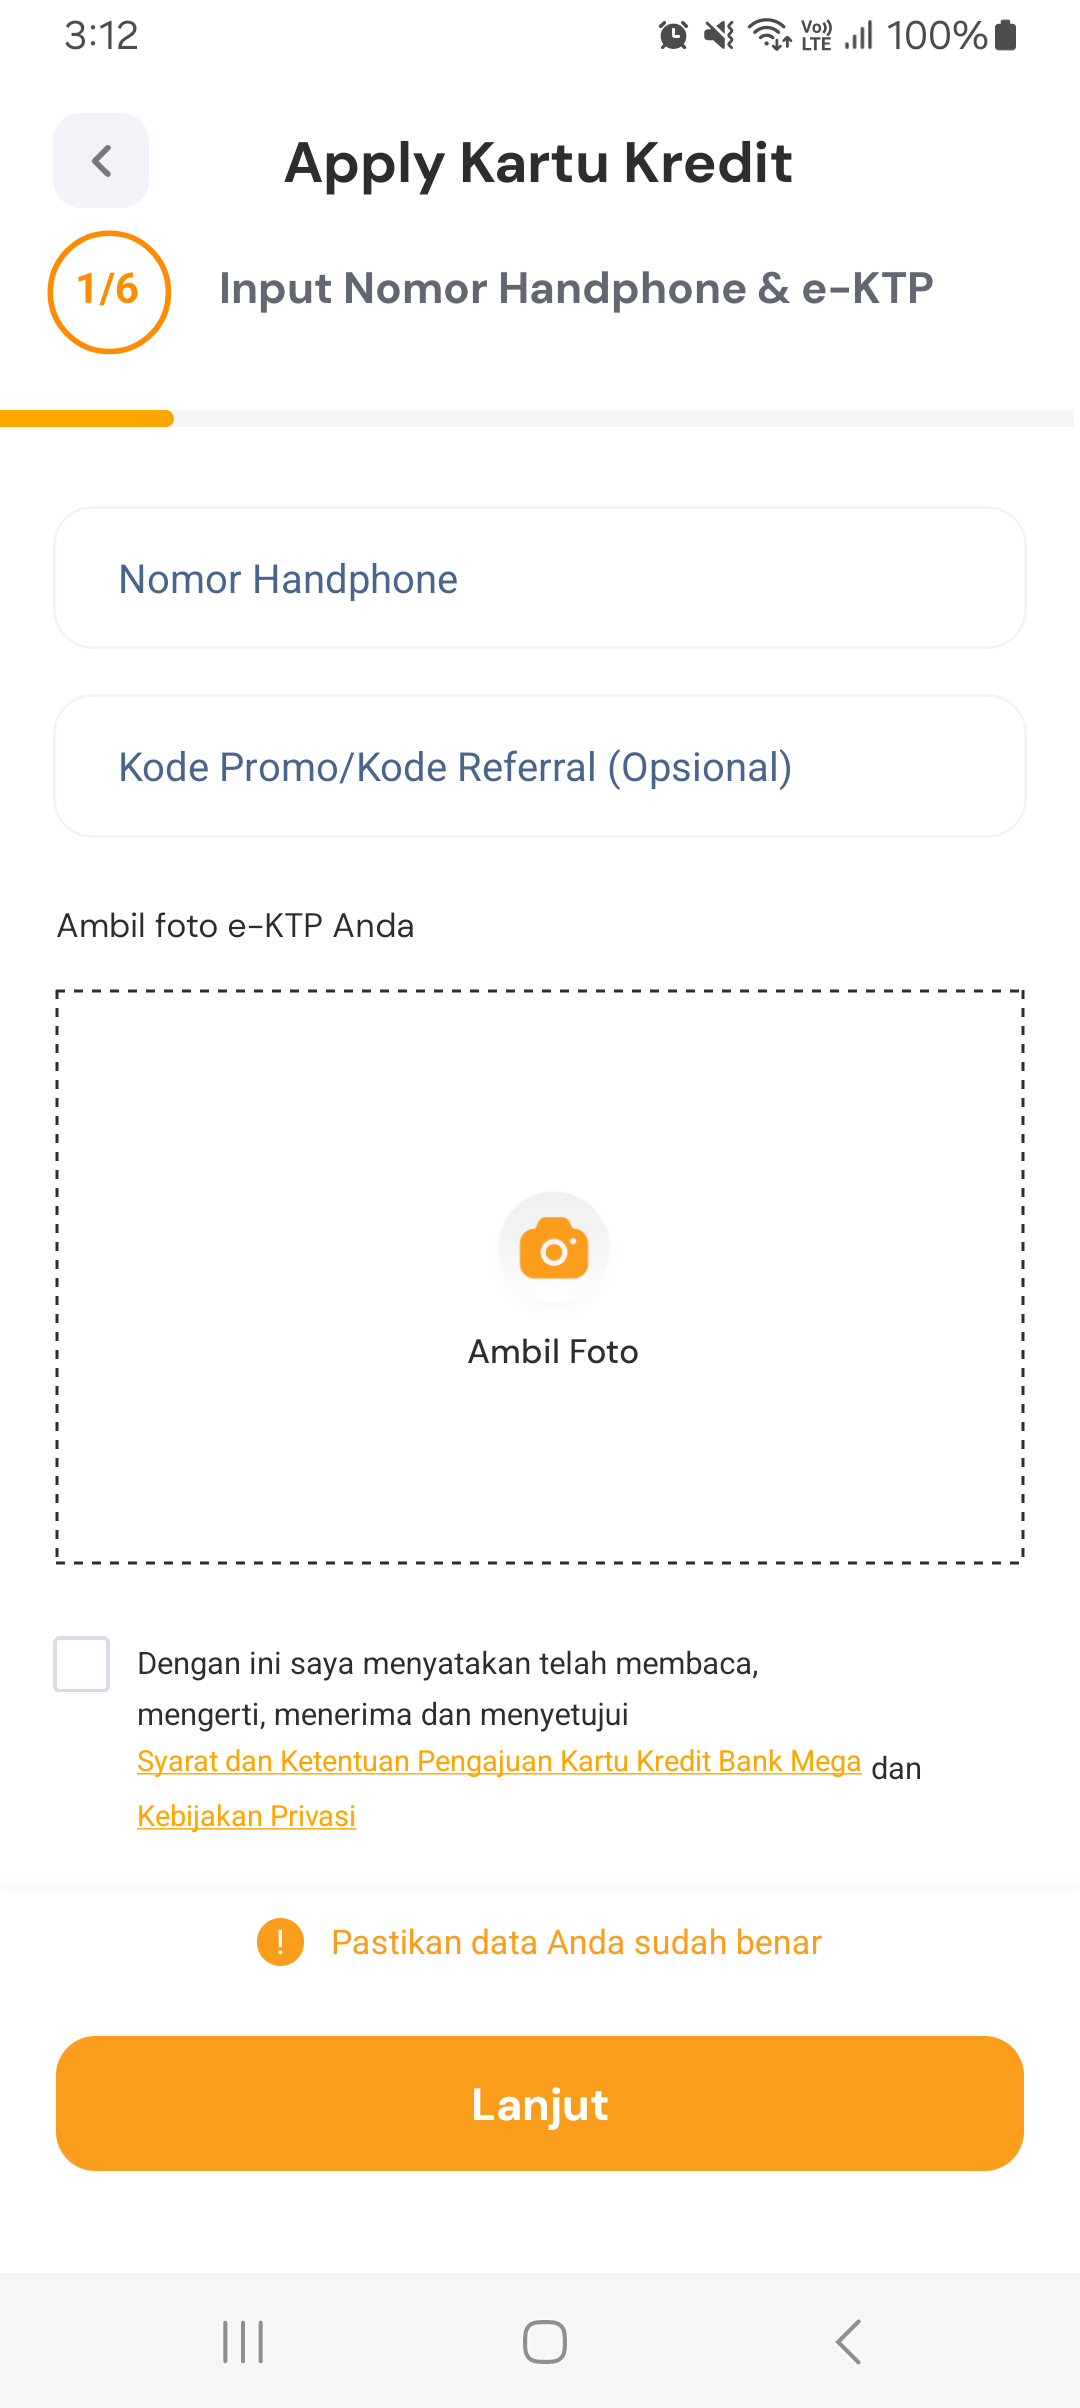 3:12
Vo)) LTE 100%
Apply Kartu Kredit
1/6
Input Nomor Handphone & e-KTP
Nomor Handphone
Kode Promo/Kode Referral (Opsional)
Ambil foto e-KTP Anda
Ambil Foto
Dengan ini saya menyatakan telah membaca,
mengerti, menerima dan menyetujui
Syarat dan Ketentuan Pengajuan Kartu Kredit Bank Mega dan
Kebijakan Privasi
! Pastikan data Anda sudah benar
Lanjut